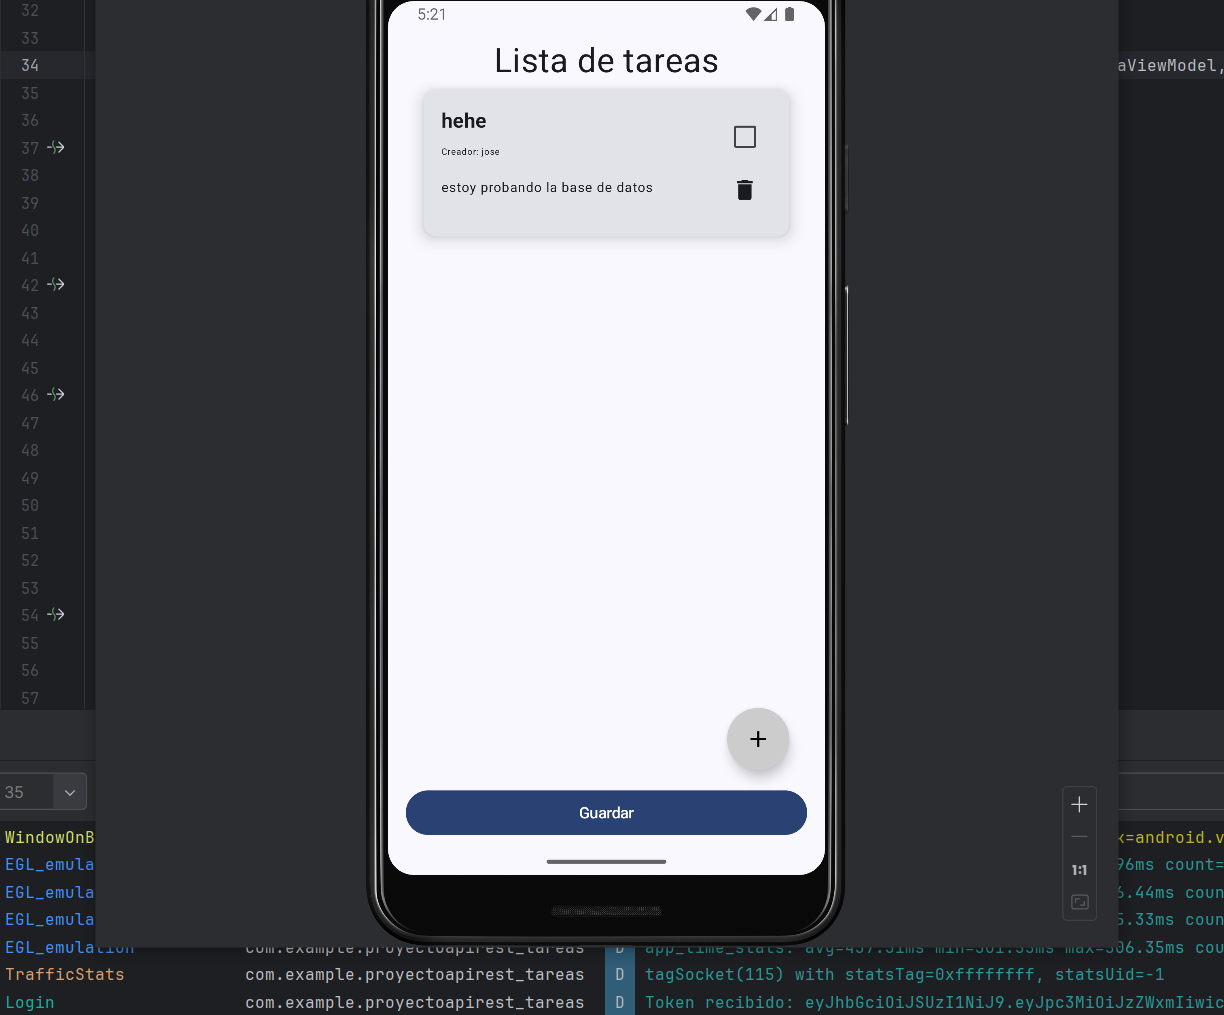 32
33
34
aViewModel,
35
36
37
38
39
40
41
42
43
44
45
46
47
48
49
50
51
52
53
54
55
56
57
5:21
Lista de tareas
hehe
Creador: jose
estoy probando la base de datos
+
Guardar
1:1
35
WindowOnB
x=android.v
EGL_emula
96ms count=
EGL_emula
6.44ms coun
EGL_emula
5.33ms coun
EGL_emulation com.example.proyectoapirest_tareas D app_time_stats: avg=437.51ms min=301.55ms max=506.35ms cou
TrafficStats com.example.proyectoapirest_tareas D tagSocket(115) with statsTag=0xffffffff, statsUid=-1
Login com.example.proyectoapirest_tareas D Token recibido: eyJhbGciOiJSUzI1NiJ9.eyJpc3MiOiJzZWxmIiwic